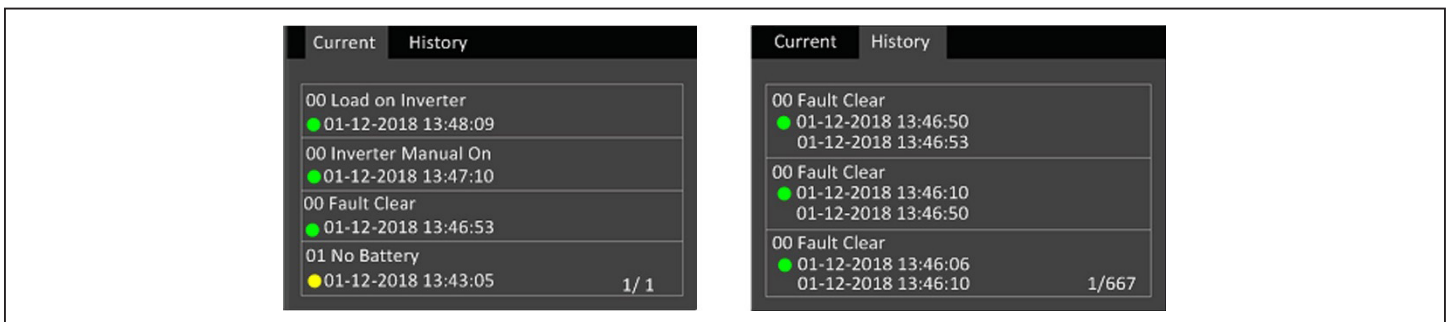 Current History
00 Load on Inverter
01-12-2018 13:48:09
00 Inverter Manual On
01-12-2018 13:47:10
00 Fault Clear
01-12-2018 13:46:53
01 No Battery
01-12-2018 13:43:05 1/ 1
Current History
00 Fault Clear
01-12-2018 13:46:50
01-12-2018 13:46:53
00 Fault Clear
01-12-2018 13:46:10
01-12-2018 13:46:50
00 Fault Clear
01-12-2018 13:46:06
01-12-2018 13:46:10 1/667